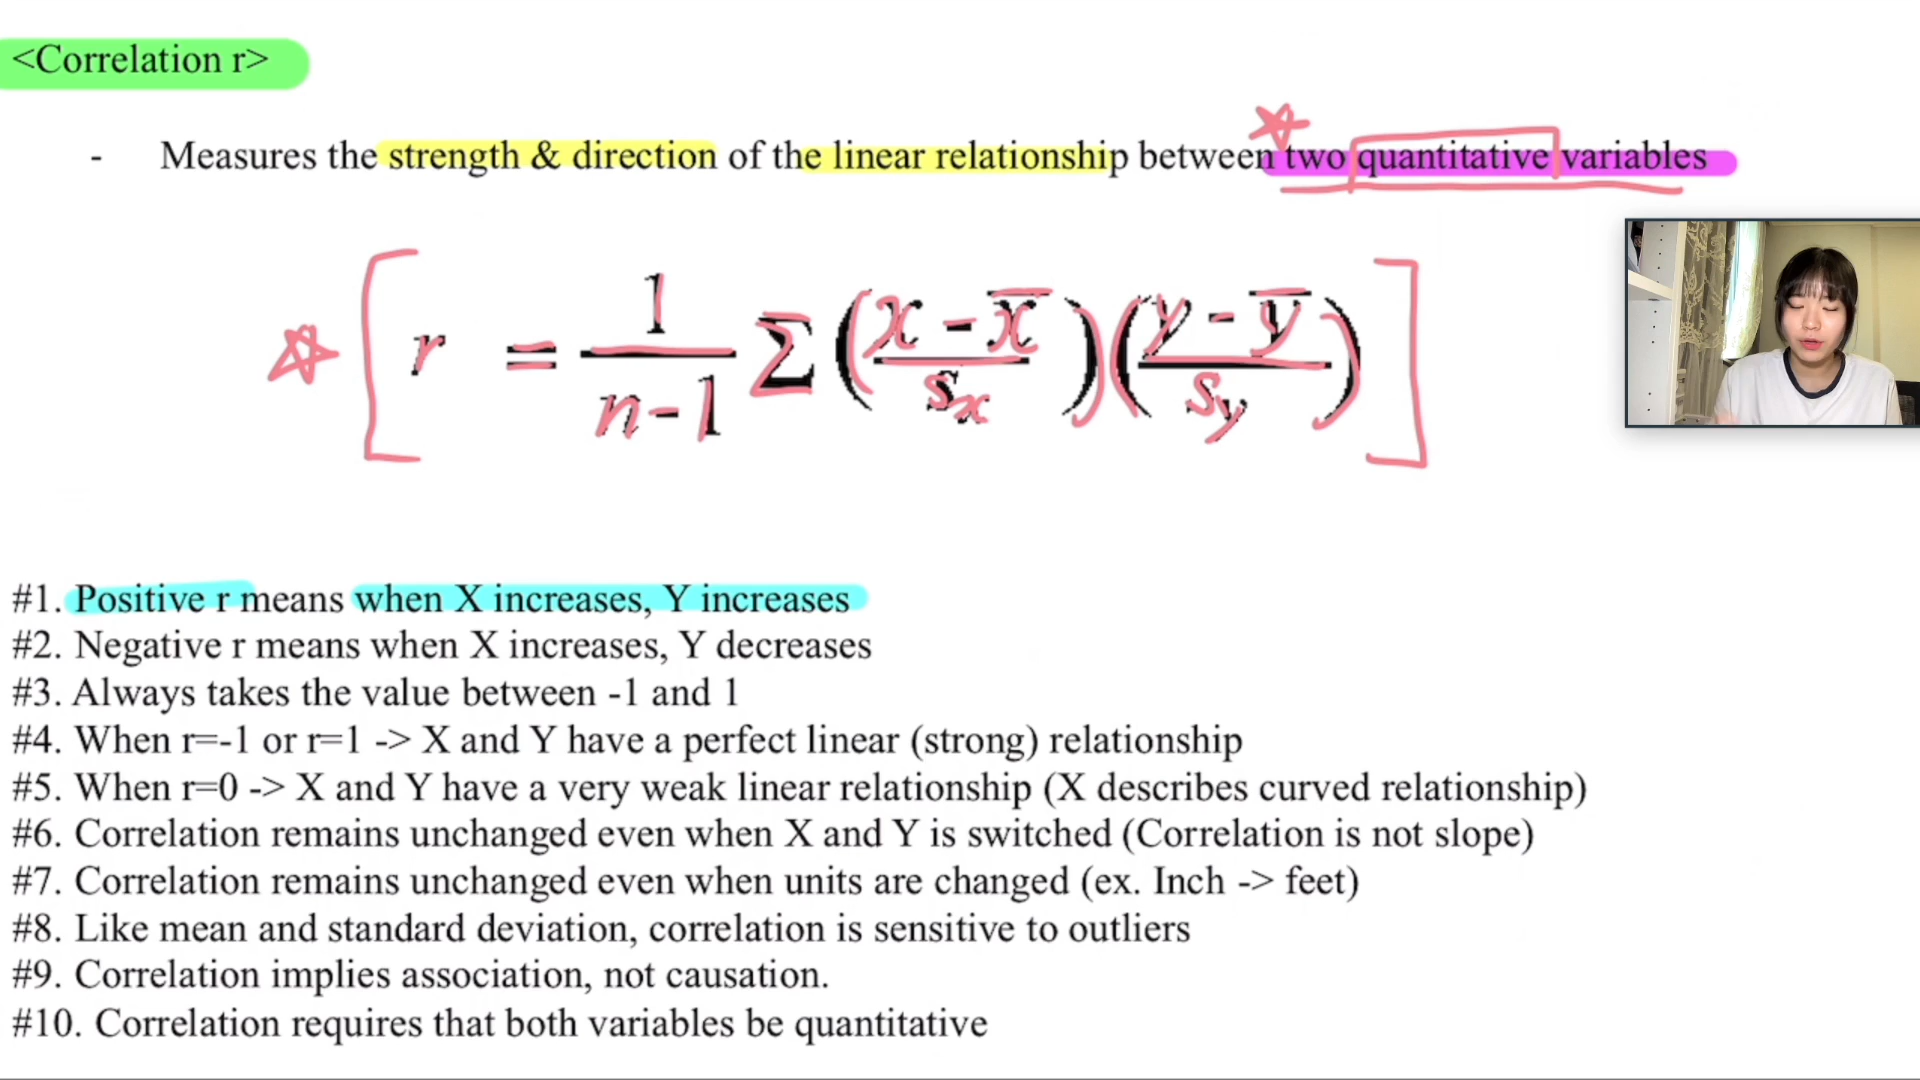 <Correlation r>
- Measures the strength & direction of the linear relationship between two quantitative variables
r = 1/(n-1) Σ((x - x̄)/sx)((y - ȳ)/sy)
#1. Positive r means when X increases, Y increases
#2. Negative r means when X increases, Y decreases
#3. Always takes the value between -1 and 1
#4. When r=-1 or r=1 -> X and Y have a perfect linear (strong) relationship
#5. When r=0 -> X and Y have a very weak linear relationship (X describes curved relationship)
#6. Correlation remains unchanged even when X and Y is switched (Correlation is not slope)
#7. Correlation remains unchanged even when units are changed (ex. Inch -> feet)
#8. Like mean and standard deviation, correlation is sensitive to outliers
#9. Correlation implies association, not causation.
#10. Correlation requires that both variables be quantitative